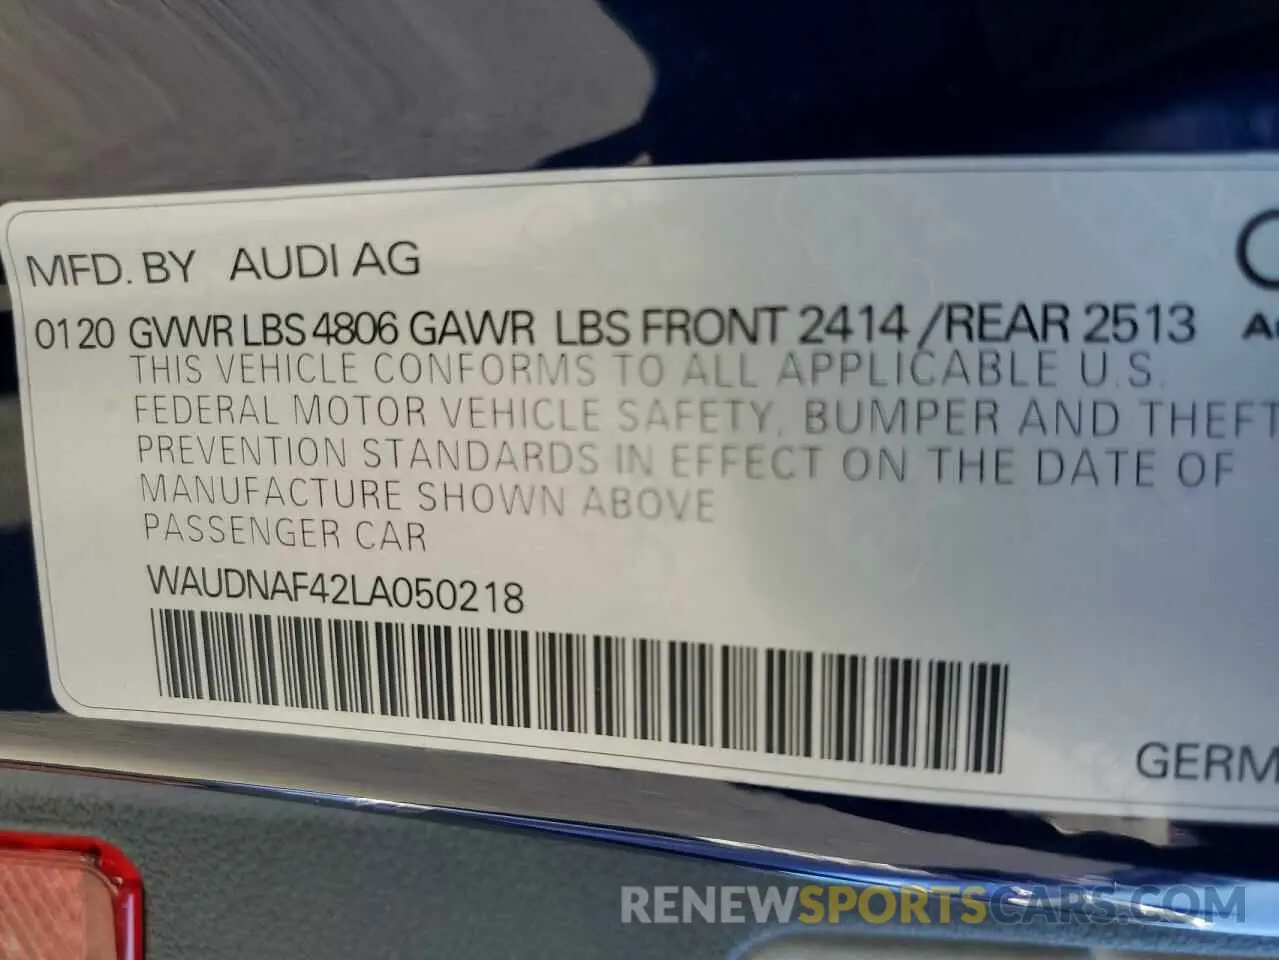 MFD. BY AUDI AG
0120 GVWR LBS 4806 GAWR LBS FRONT 2414 /REAR 2513
THIS VEHICLE CONFORMS TO ALL APPLICABLE U.S.
FEDERAL MOTOR VEHICLE SAFETY, BUMPER AND THEFT
PREVENTION STANDARDS IN EFFECT ON THE DATE OF
MANUFACTURE SHOWN ABOVE
PASSENGER CAR
WAUDNAF42LA050218
GERM
RENEWSPORTSCARS.COM